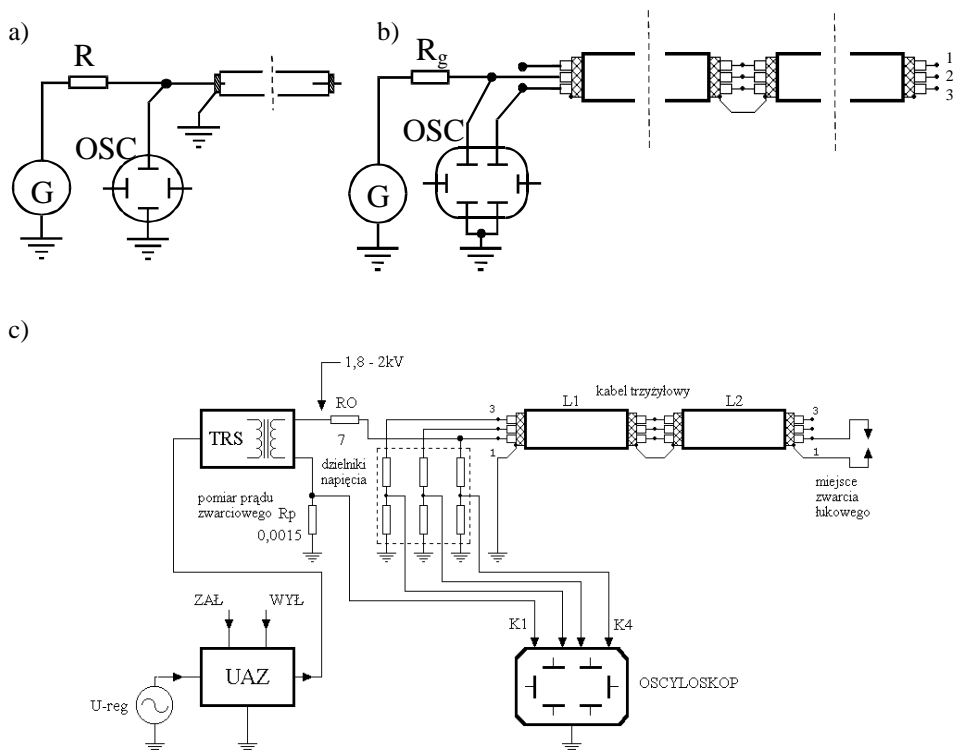 a)
R
OSC
G
b)
Rg
OSC
G
1
2
3
c)
1,8 - 2kV
RO
7
TRS
dzielniki
napięcia
pomiar prądu
zwarciowego Rp
0,0015
kabel trzyżyłowy
L1
L2
3
1
3
1
miejsce
zwarcia
łukowego
ZAŁ
WYŁ
UAZ
U-reg
K1
K4
OSCYLOSKOP